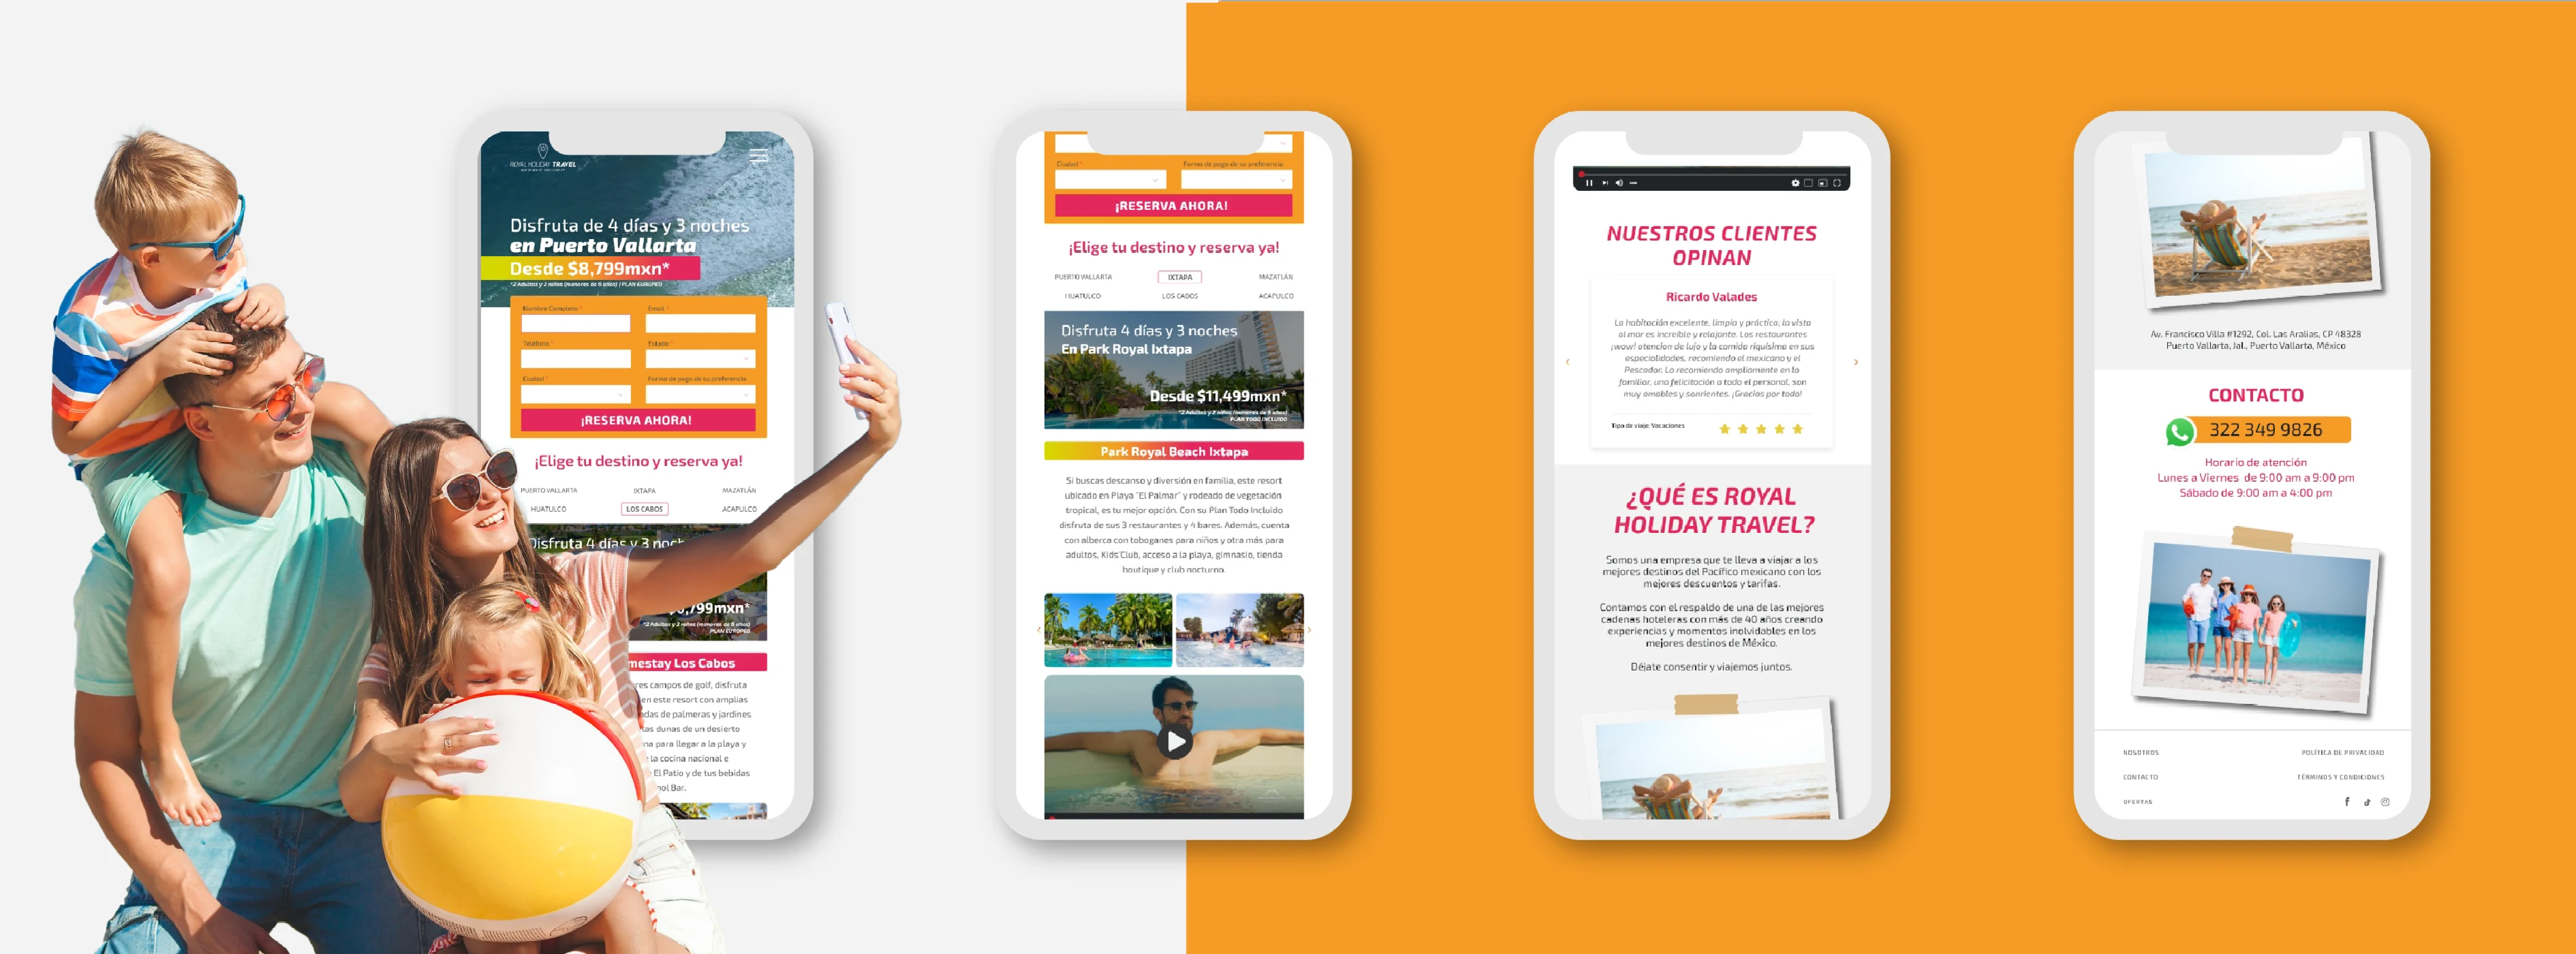 ROYAL HOLIDAY TRAVEL
Disfruta de 4 días y 3 noches
en Puerto Vallarta
Desde $8,799mxn*
*2 Adultos y 2 niños (menores de 6 años) | PLAN EUROPEO
Nombre Completo *
Email *
Teléfono *
Estado *
Ciudad *
Forma de pago de su preferencia
¡RESERVA AHORA!
¡Elige tu destino y reserva ya!
PUERTO VALLARTA IXTAPA MAZATLÁN
HUATULCO LOS CABOS ACAPULCO
Disfruta 4 días y 3 noch
,799mxn*
*2 Adultos y 2 niños (menores de 6 años)
PLAN EUROPEO
mestay Los Cabos
res campos de golf, disfruta
en este resort con amplias
das de palmeras y jardines
las dunas de un desierto
na para llegar a la playa y
la cocina nacional e
El Patio y de tus bebidas
ool Bar.
Ciudad *
Forma de pago de su preferencia
¡RESERVA AHORA!
¡Elige tu destino y reserva ya!
PUERTO VALLARTA IXTAPA MAZATLÁN
HUATULCO LOS CABOS ACAPULCO
Disfruta 4 días y 3 noches
En Park Royal Ixtapa
Desde $11,499mxn*
*2 Adultos y 2 niños (menores de 6 años)
PLAN TODO INCLUIDO
Park Royal Beach Ixtapa
Si buscas descanso y diversión en familia, este resort
ubicado en Playa "El Palmar" y rodeado de vegetación
tropical, es tu mejor opción. Con su Plan Todo Incluido
disfruta de sus 3 restaurantes y 4 bares. Además, cuenta
con alberca con toboganes para niños y otra más para
adultos, Kids'Club, acceso a la playa, gimnasio, tienda
boutique y club nocturno.
NUESTROS CLIENTES
OPINAN
Ricardo Valades
La habitación excelente, limpia y práctica; la vista
al mar es increíble y relajante. Los restaurantes
¡wow! atencion de lujo y la comida riquísima en sus
especialidades, recomiendo el mexicano y el
Pescador. Lo recomiendo ampliamente en lo
familiar, una felicitación a todo el personal, son
muy amables y sonrientes. ¡Gracias por todo!
Tipo de viaje: Vacaciones
¿QUÉ ES ROYAL
HOLIDAY TRAVEL?
Somos una empresa que te lleva a viajar a los
mejores destinos del Pacífico mexicano con los
mejores descuentos y tarifas.
Contamos con el respaldo de una de las mejores
cadenas hoteleras con más de 40 años creando
experiencias y momentos inolvidables en los
mejores destinos de México.
Déjate consentir y viajemos juntos.
Av. Francisco Villa #1292, Col. Las Aralias, CP 48328
Puerto Vallarta, Jal., Puerto Vallarta, México
CONTACTO
322 349 9826
Horario de atención
Lunes a Viernes de 9:00 am a 9:00 pm
Sábado de 9:00 am a 4:00 pm
NOSOTROS POLÍTICA DE PRIVACIDAD
CONTACTO TÉRMINOS Y CONDICIONES
OFERTAS